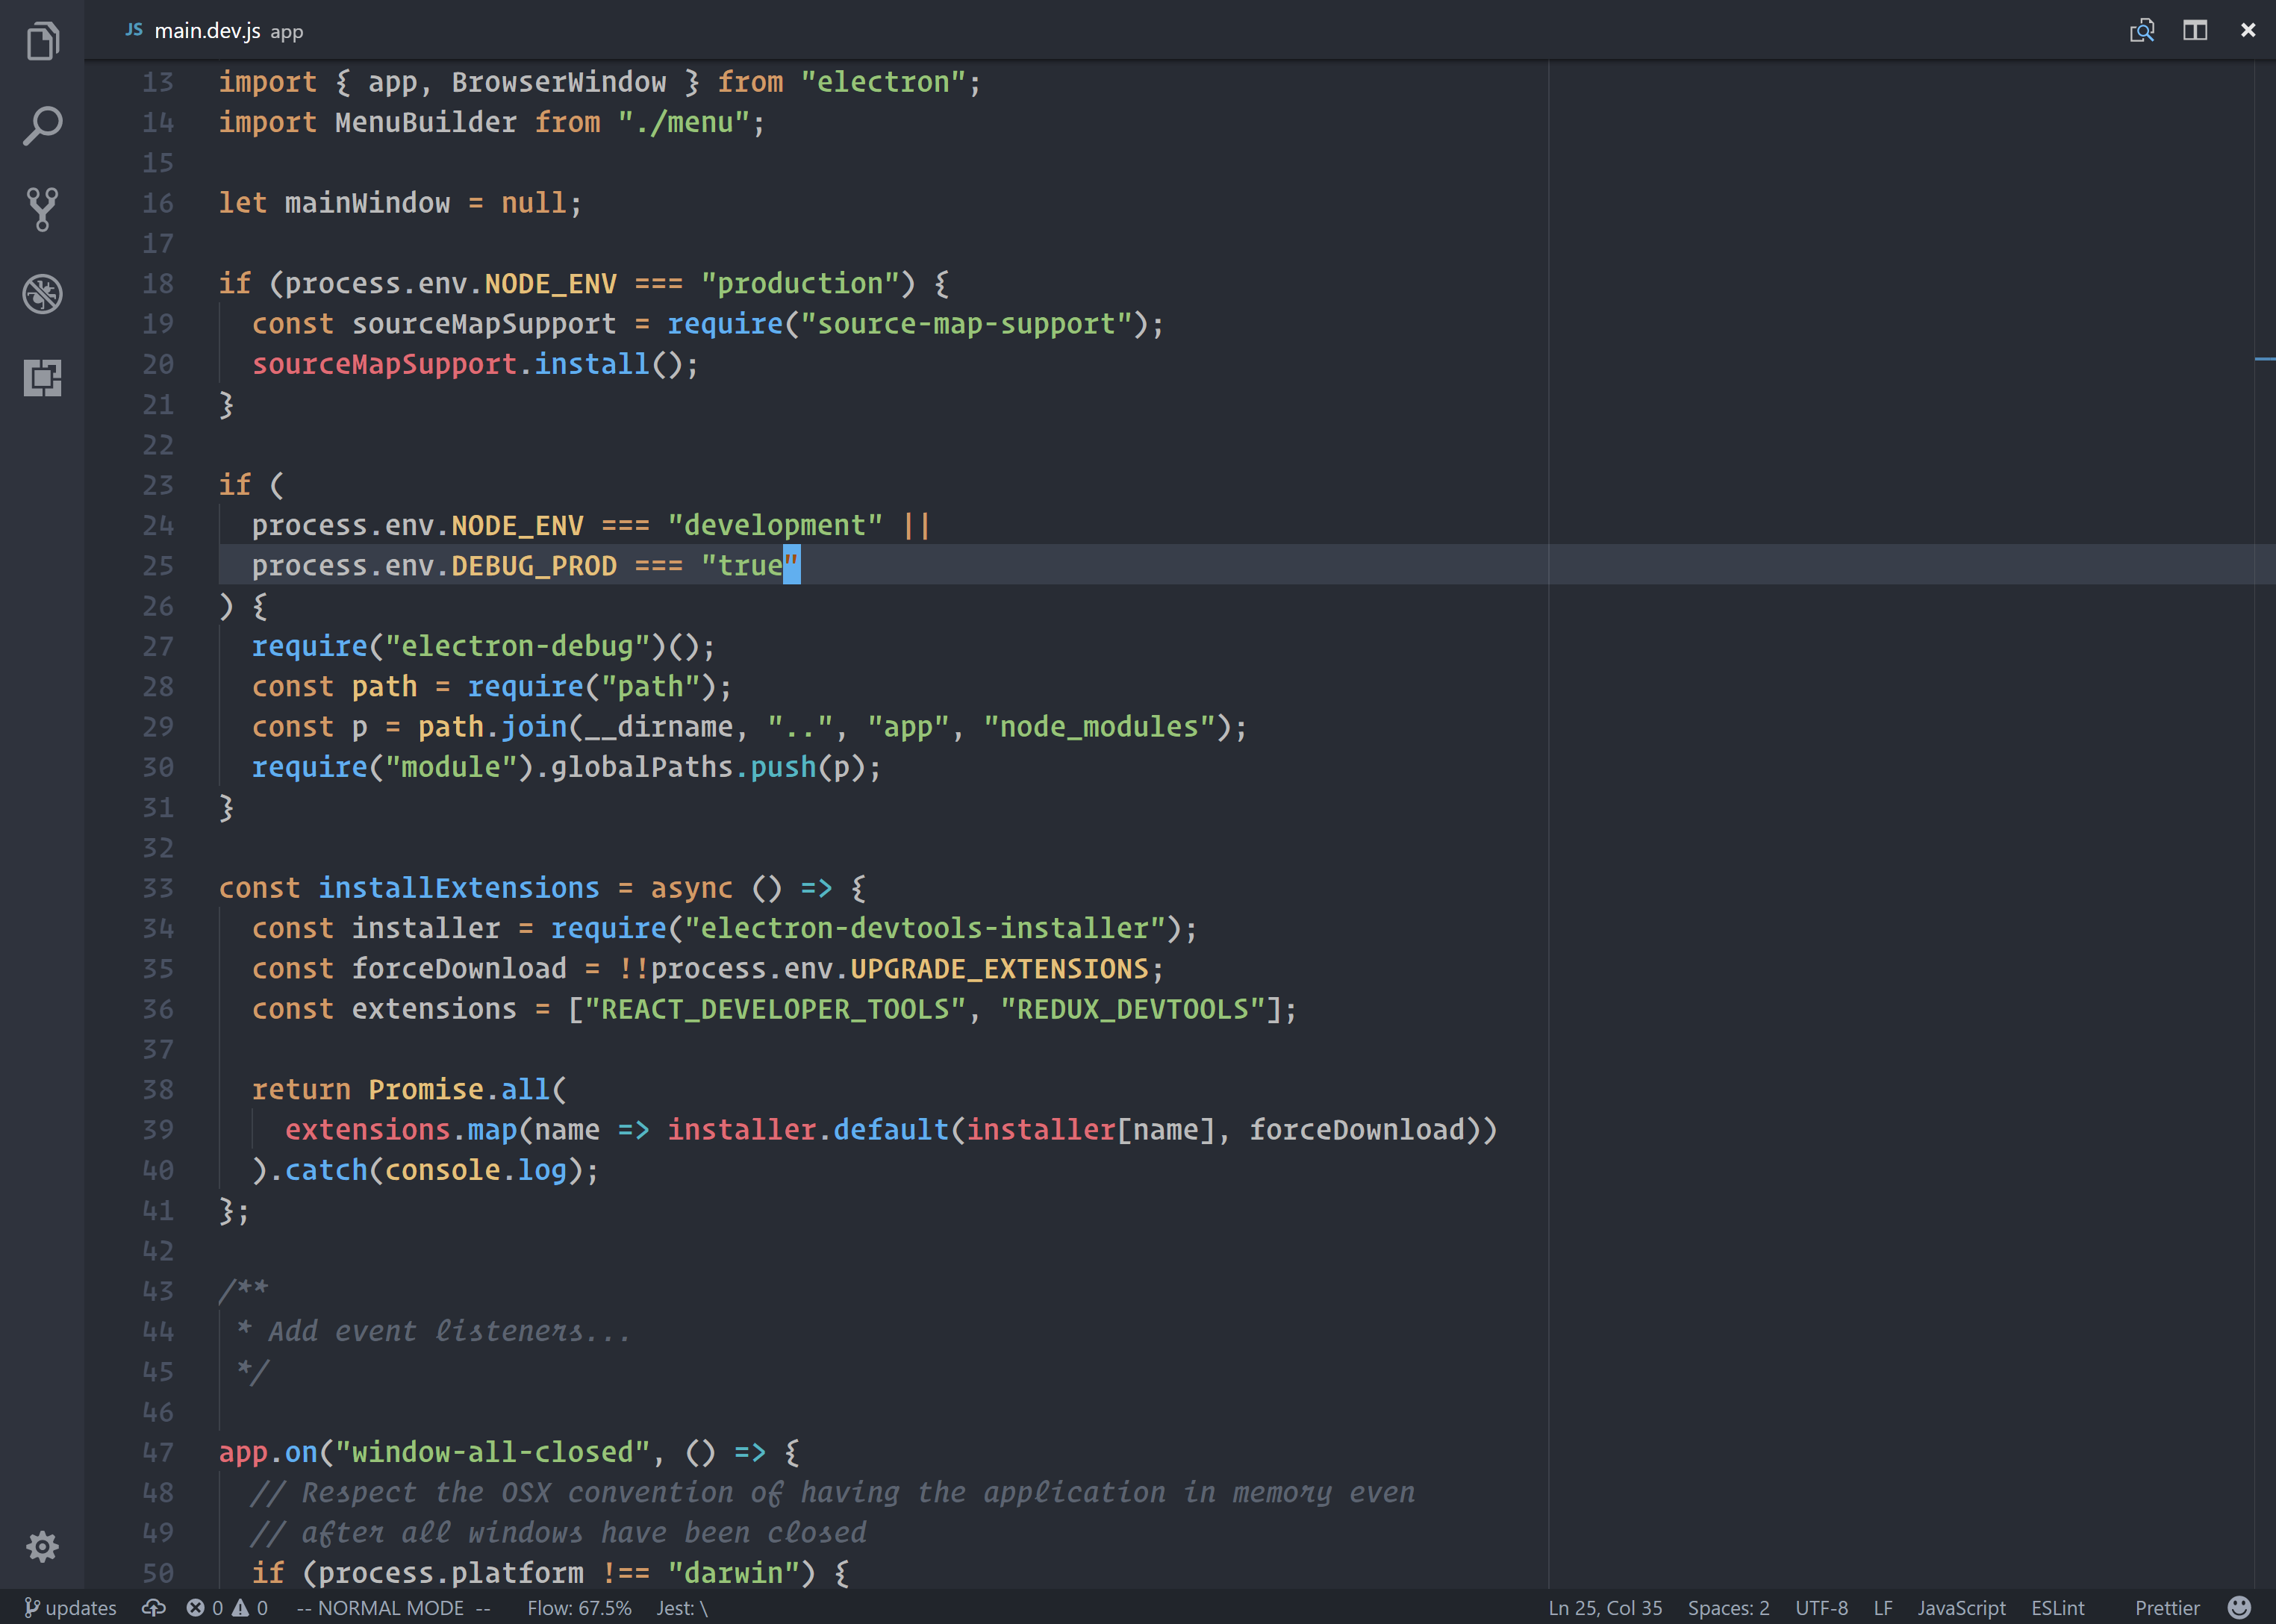 JS main.dev.js app
13 import { app, BrowserWindow } from "electron";
14 import MenuBuilder from "./menu";
15
16 let mainWindow = null;
17
18 if (process.env.NODE_ENV === "production") {
19   const sourceMapSupport = require("source-map-support");
20   sourceMapSupport.install();
21 }
22
23 if (
24   process.env.NODE_ENV === "development" ||
25   process.env.DEBUG_PROD === "true"
26 ) {
27   require("electron-debug")();
28   const path = require("path");
29   const p = path.join(__dirname, "..", "app", "node_modules");
30   require("module").globalPaths.push(p);
31 }
32
33 const installExtensions = async () => {
34   const installer = require("electron-devtools-installer");
35   const forceDownload = !!process.env.UPGRADE_EXTENSIONS;
36   const extensions = ["REACT_DEVELOPER_TOOLS", "REDUX_DEVTOOLS"];
37
38   return Promise.all(
39     extensions.map(name => installer.default(installer[name], forceDownload))
40   ).catch(console.log);
41 };
42
43 /**
44  * Add event listeners...
45  */
46
47 app.on("window-all-closed", () => {
48   // Respect the OSX convention of having the application in memory even
49   // after all windows have been closed
50   if (process.platform !== "darwin") {
updates 0 0 -- NORMAL MODE -- Flow: 67.5% Jest: \ Ln 25, Col 35 Spaces: 2 UTF-8 LF JavaScript ESLint Prettier